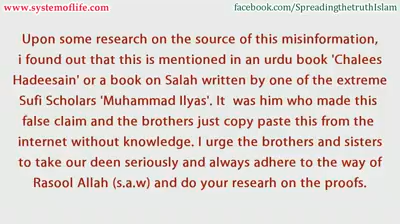 www.systemoflife.com
facebook.com/SpreadingthetruthIslam
Upon some research on the source of this misinformation,
i found out that this is mentioned in an urdu book 'Chalees
Hadeesain' or a book on Salah written by one of the extreme
Sufi Scholars 'Muhammad Ilyas'. It was him who made this
false claim and the brothers just copy paste this from the
internet without knowledge. I urge the brothers and sisters
to take our deen seriously and always adhere to the way of
Rasool Allah (s.a.w) and do your researh on the proofs.